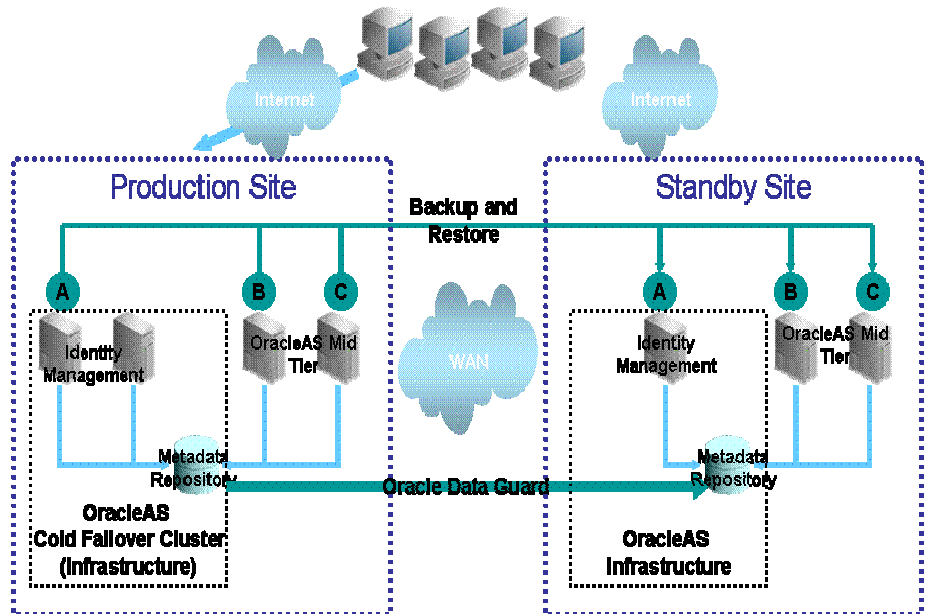 Internet
Internet
Production Site
Standby Site
Backup and
Restore
A
B
C
A
B
C
Identity
Management
OracleAS Mid
Tier
WAN
Identity
Management
OracleAS Mid
Tier
Metadata
Repository
Metadata
Repository
Oracle Data Guard
OracleAS
Cold Failover Cluster
(Infrastructure)
OracleAS
Infrastructure